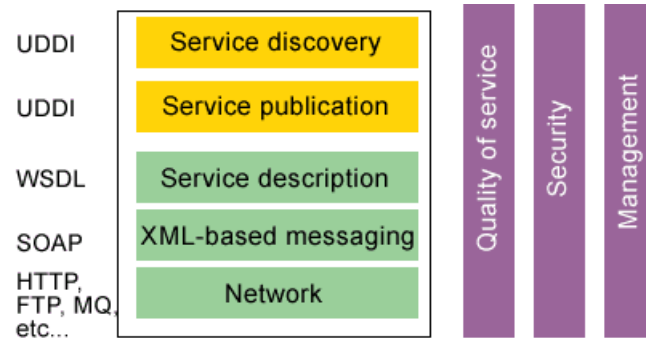 UDDI
Service discovery
UDDI
Service publication
WSDL
Service description
SOAP
XML-based messaging
HTTP,
FTP, MQ,
etc...
Network
Quality of service
Security
Management